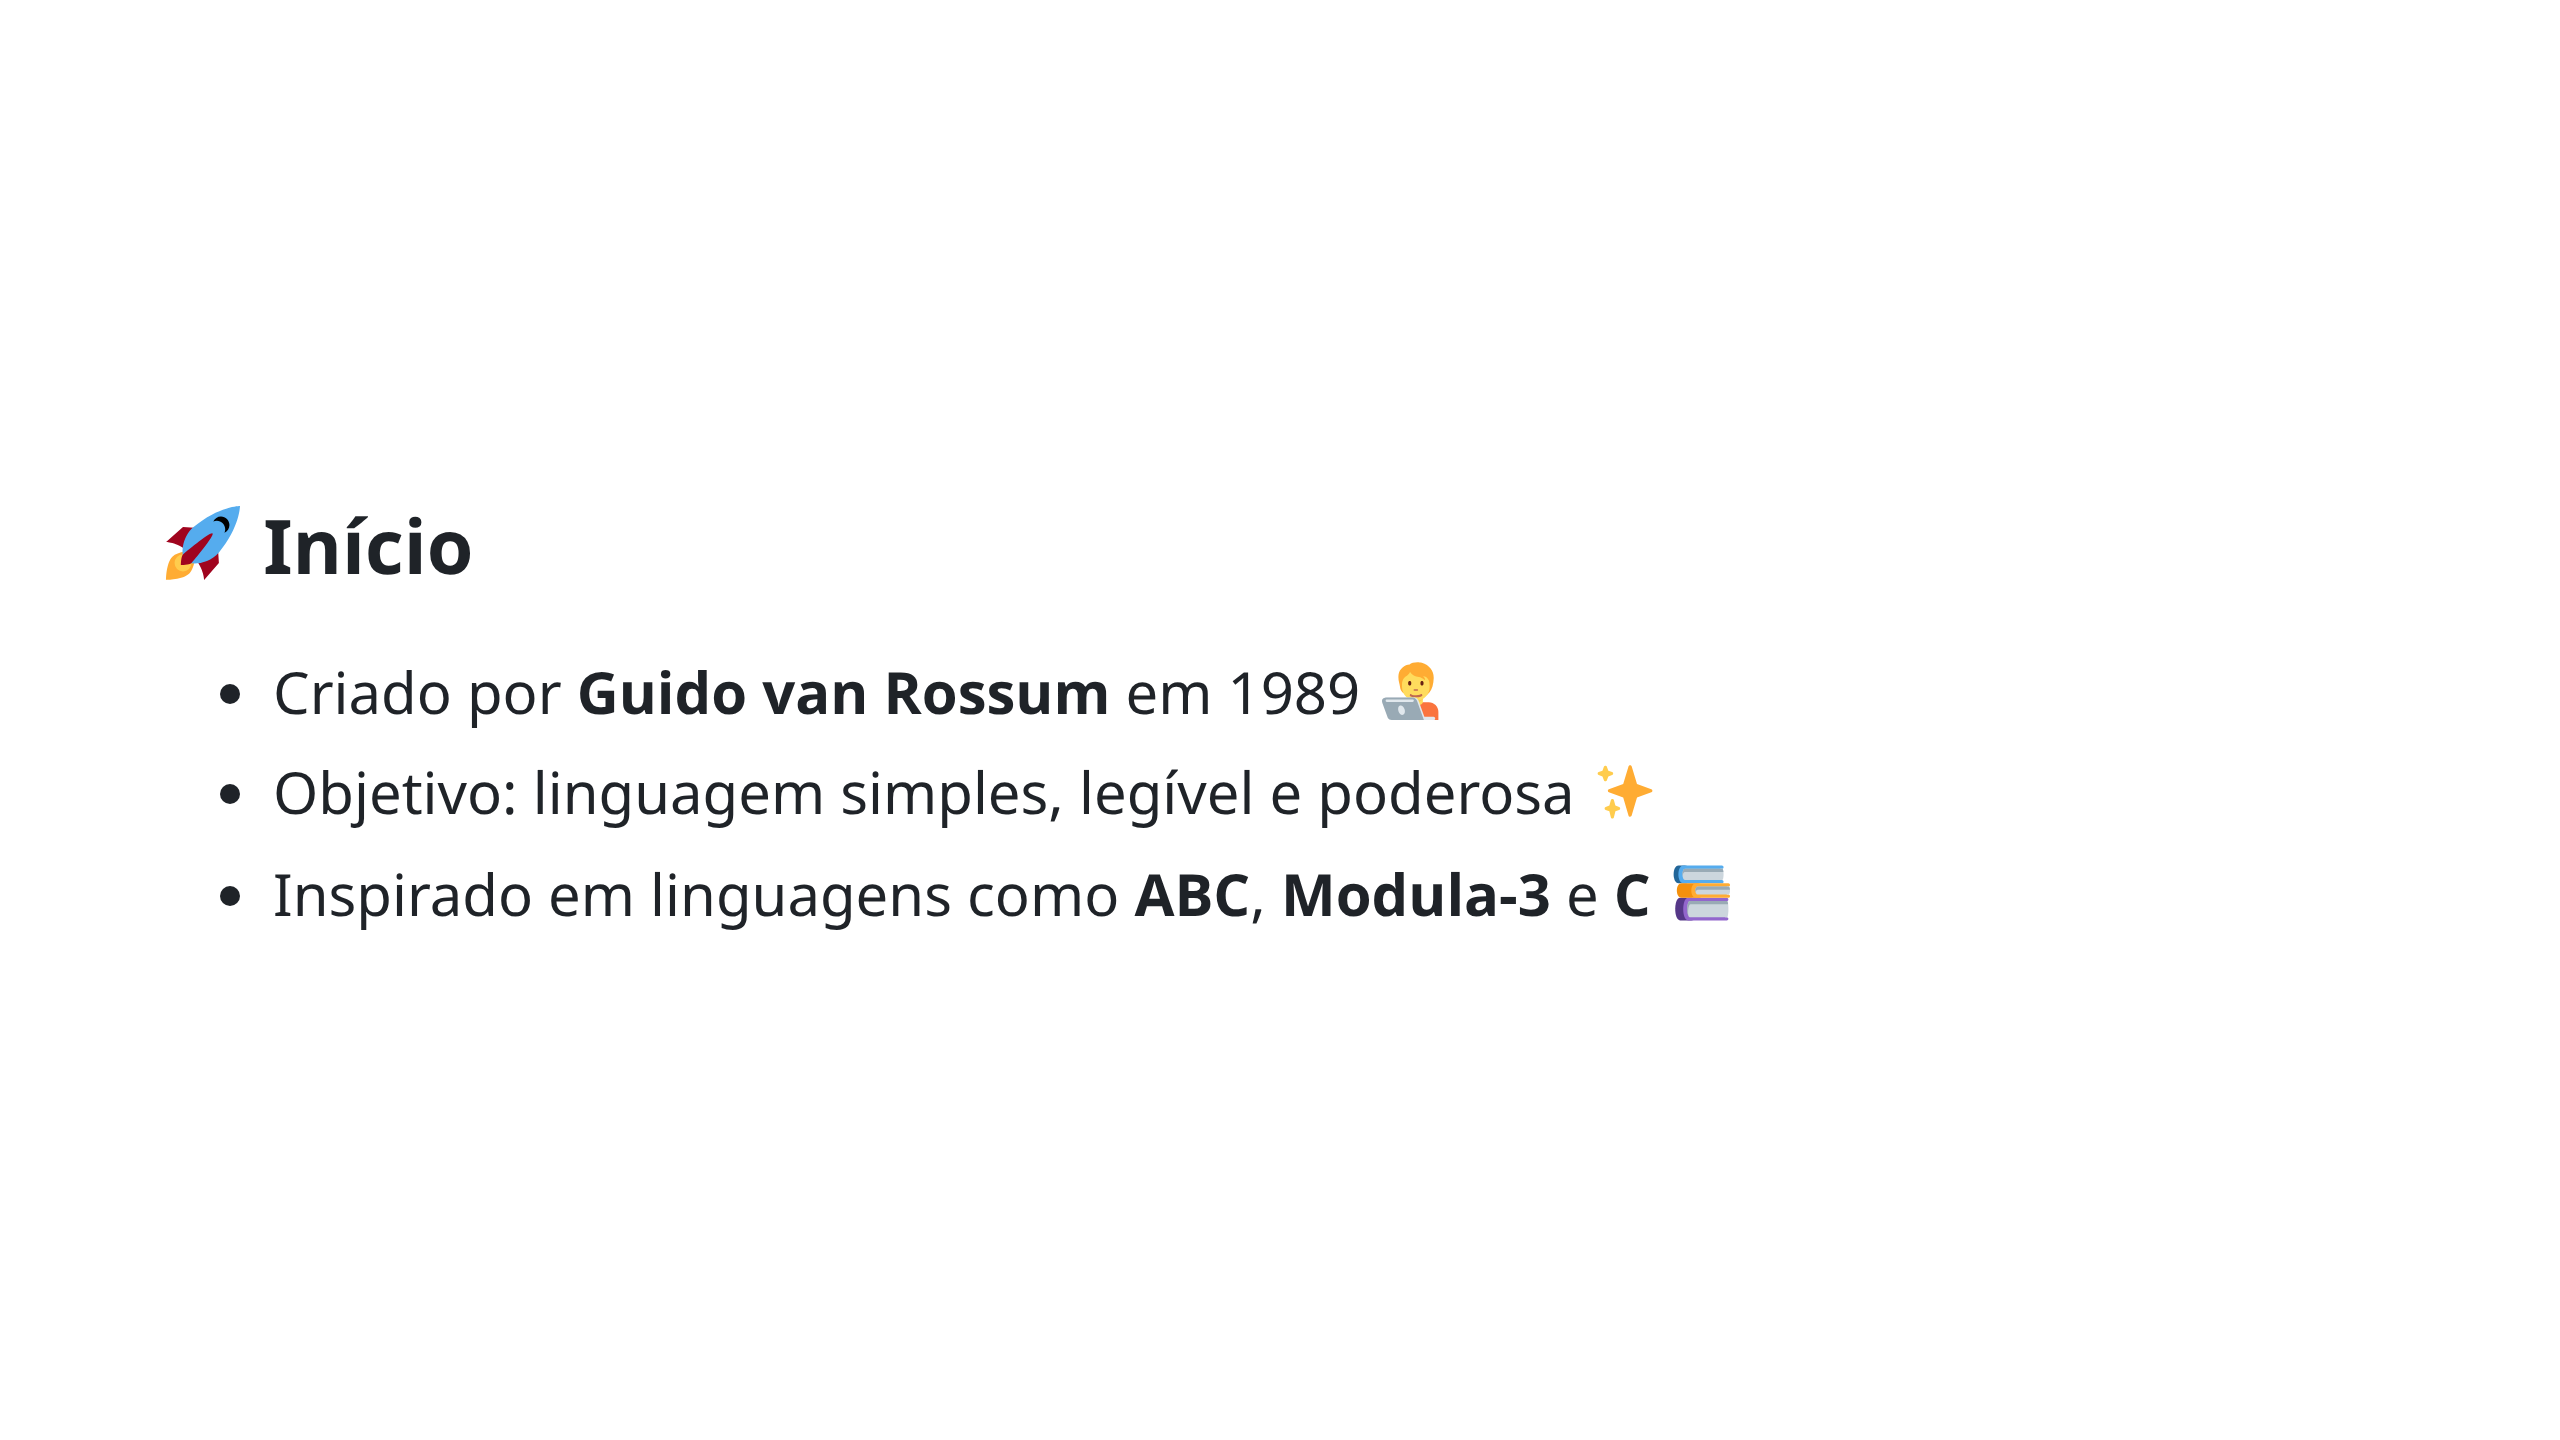 🚀 Início
• Criado por Guido van Rossum em 1989 👨‍💻
• Objetivo: linguagem simples, legível e poderosa ✨
• Inspirado em linguagens como ABC, Modula-3 e C 📚